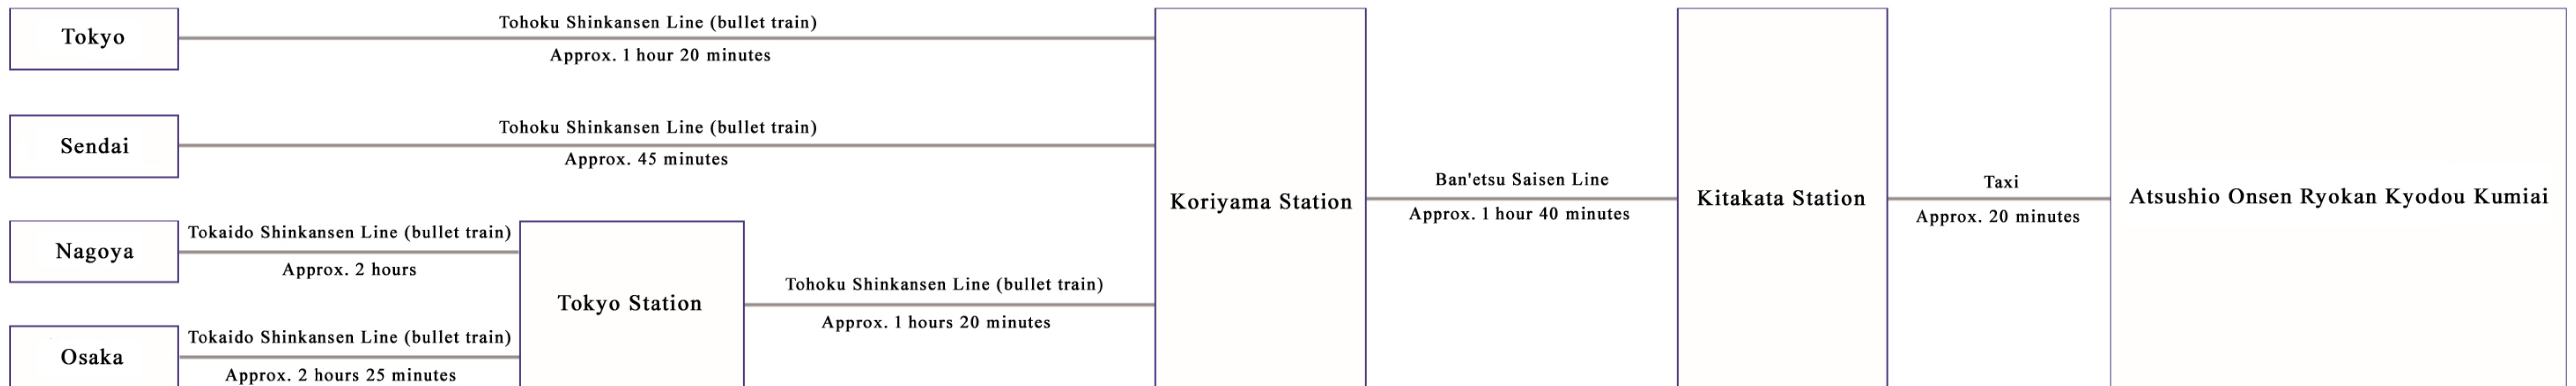 Tokyo
Tohoku Shinkansen Line (bullet train)
Approx. 1 hour 20 minutes
Sendai
Tohoku Shinkansen Line (bullet train)
Approx. 45 minutes
Nagoya
Tokaido Shinkansen Line (bullet train)
Approx. 2 hours
Osaka
Tokaido Shinkansen Line (bullet train)
Approx. 2 hours 25 minutes
Tokyo Station
Tohoku Shinkansen Line (bullet train)
Approx. 1 hours 20 minutes
Koriyama Station
Ban'etsu Saisen Line
Approx. 1 hour 40 minutes
Kitakata Station
Taxi
Approx. 20 minutes
Atsushio Onsen Ryokan Kyodou Kumiai